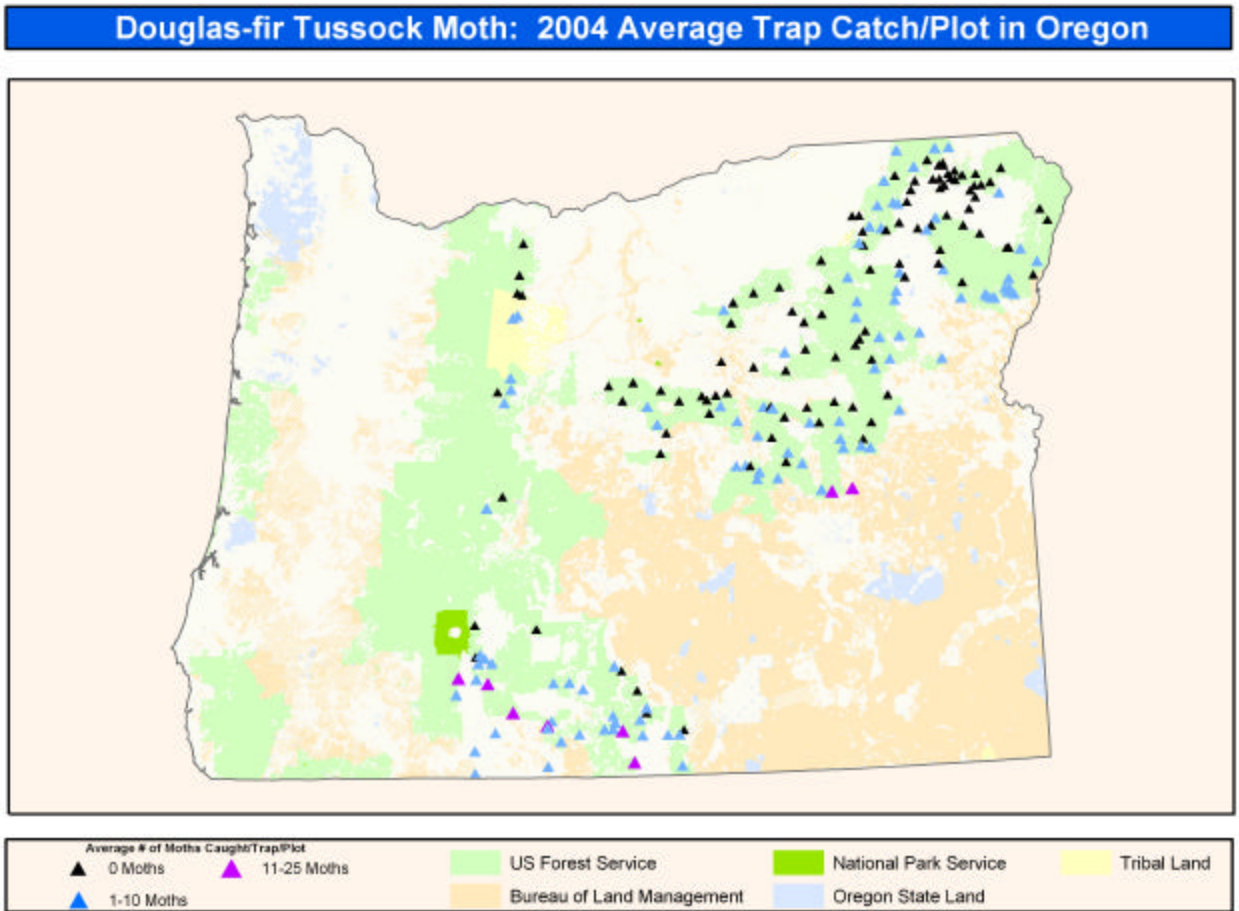 Douglas-fir Tussock Moth: 2004 Average Trap Catch/Plot in Oregon
Average # of Moths Caught/Trap/Plot
0 Moths
11-25 Moths
1-10 Moths
US Forest Service
Bureau of Land Management
National Park Service
Oregon State Land
Tribal Land